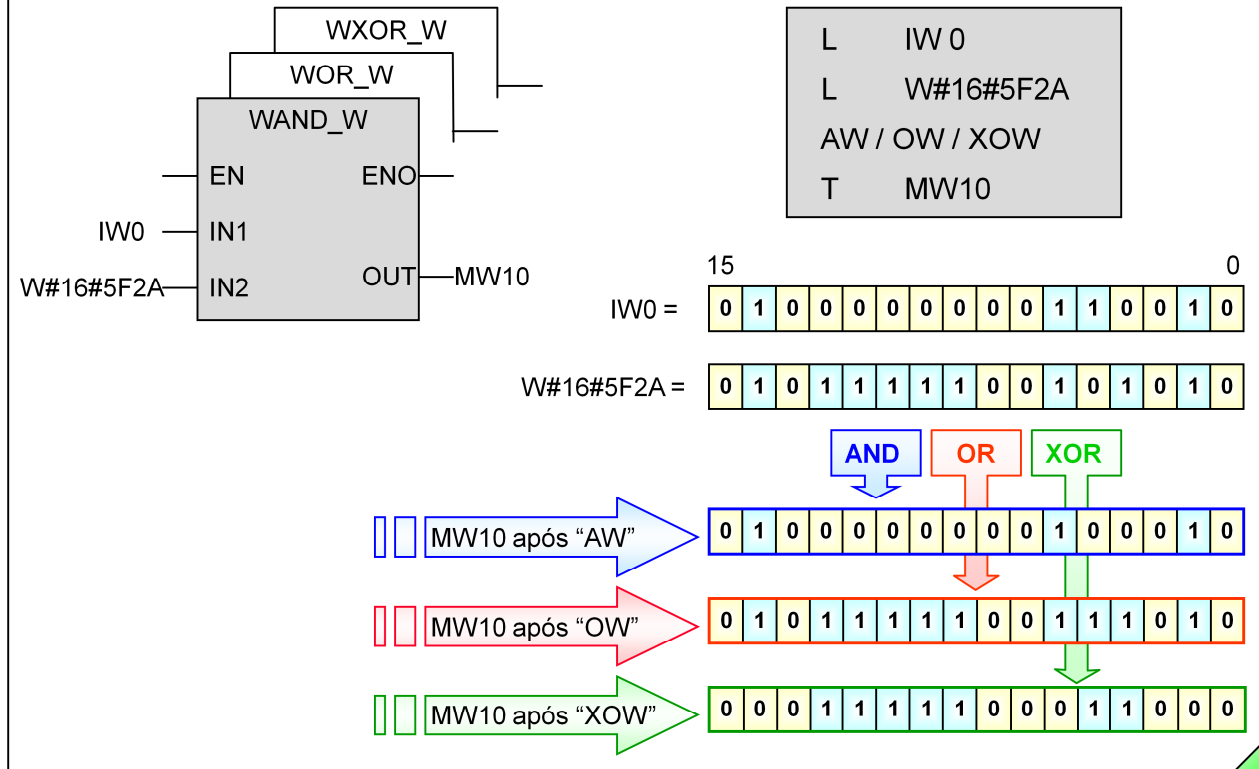 WXOR_W
WOR_W
WAND_W
EN ENO
IW0 IN1
W#16#5F2A IN2 OUT MW10
L IW 0
L W#16#5F2A
AW / OW / XOW
T MW10
15 0
IW0 = 0 1 0 0 0 0 0 0 0 0 1 1 0 0 1 0
W#16#5F2A = 0 1 0 1 1 1 1 1 0 0 1 0 1 0 1 0
AND OR XOR
MW10 após “AW” 0 1 0 0 0 0 0 0 0 0 1 0 0 0 1 0
MW10 após “OW” 0 1 0 1 1 1 1 1 0 0 1 1 1 0 1 0
MW10 após “XOW” 0 0 0 1 1 1 1 1 0 0 0 1 1 0 0 0